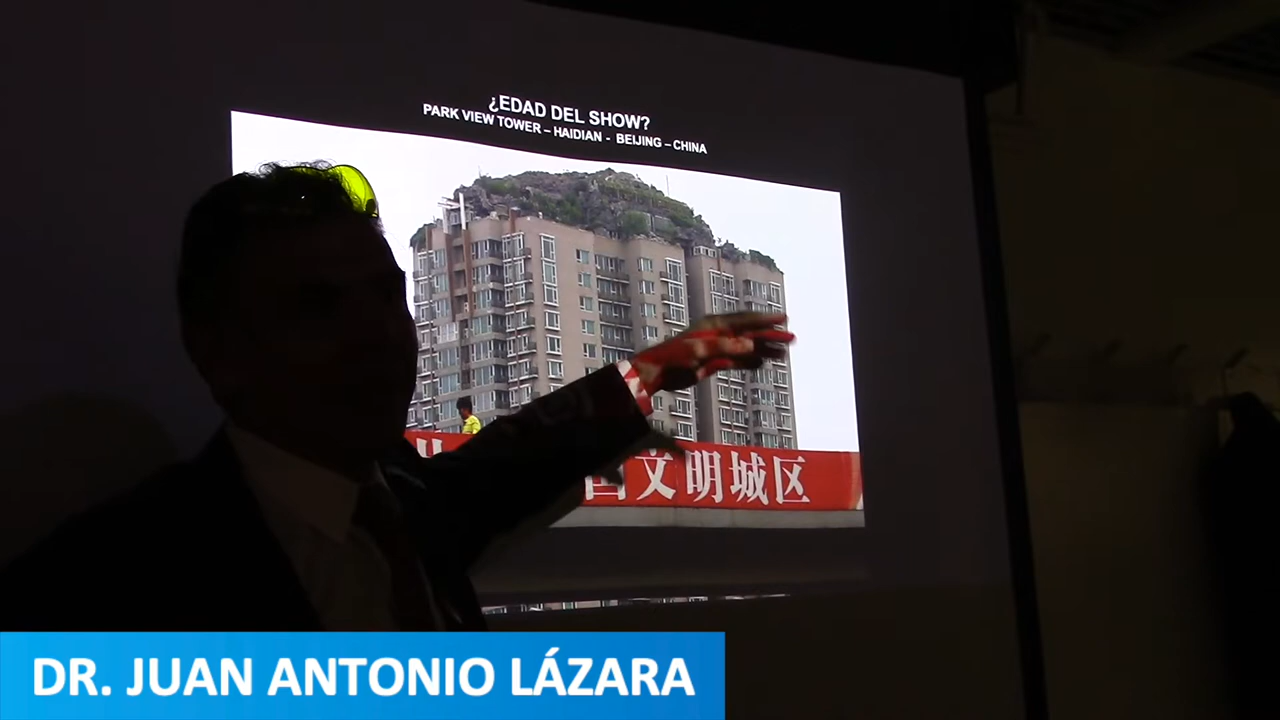 ¿EDAD DEL SHOW?
PARK VIEW TOWER – HAIDIAN - BEIJING – CHINA
文明城区
DR. JUAN ANTONIO LÁZARA